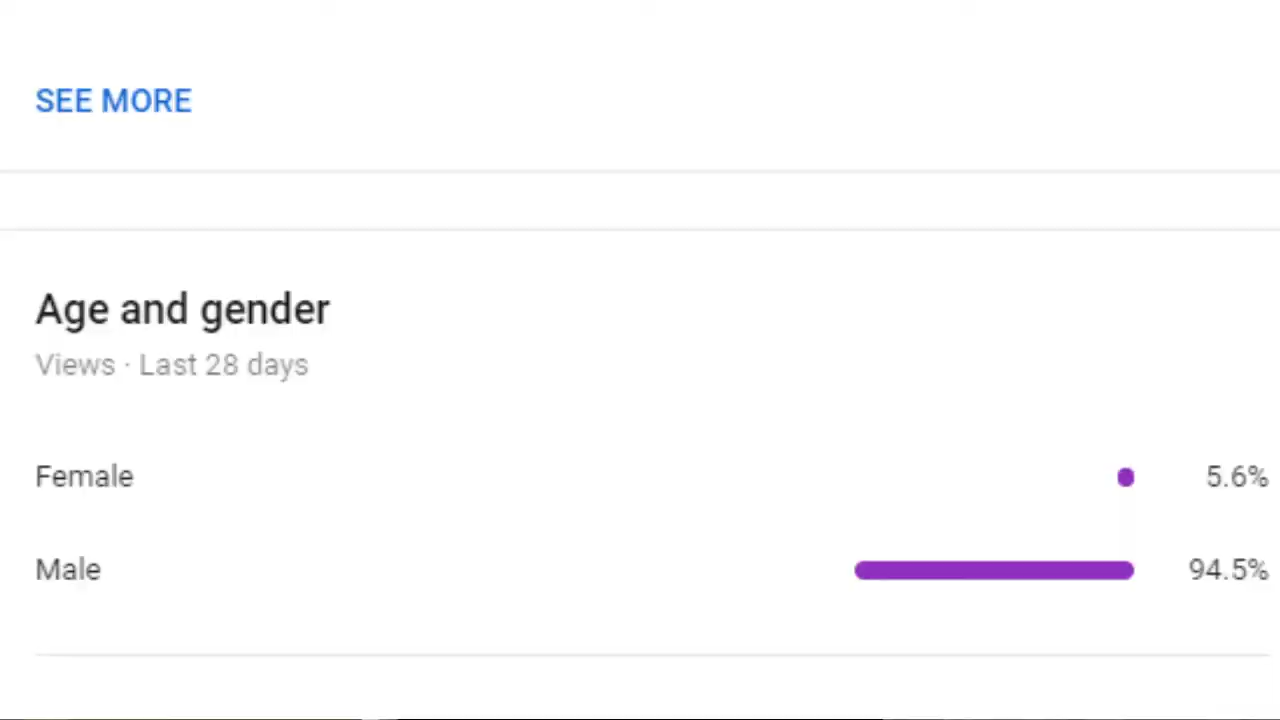 SEE MORE
Age and gender
Views · Last 28 days
Female 5.6%
Male 94.5%